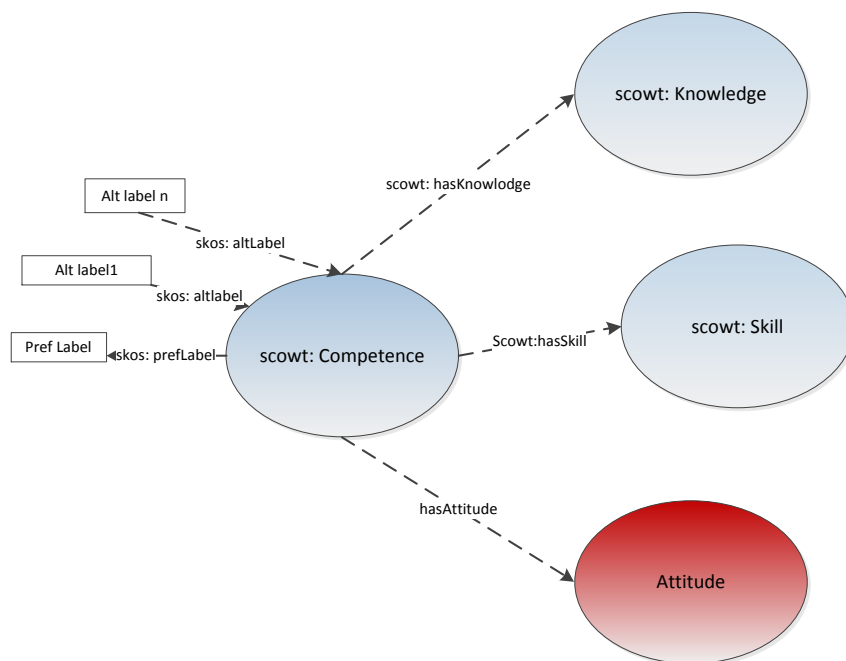 scowt: Knowledge
scowt: hasKnowlodge
Alt label n
skos: altLabel
Alt label1
skos: altlabel
scowt: Skill
Scowt:hasSkill
Pref Label
skos: prefLabel
scowt: Competence
hasAttitude
Attitude